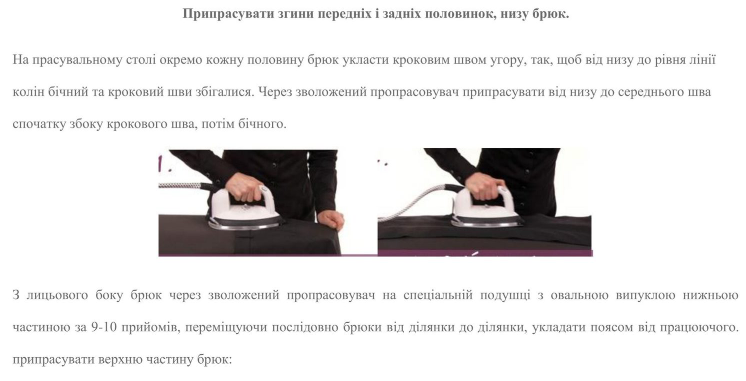 Припрасувати згини передніх і задніх половинок, низу брюк.
На прасувальному столі окремо кожну половину брюк укласти кроковим швом угору, так, щоб від низу до рівня лінії
колін бічний та кроковий шви збігалися. Через зволожений пропрасовувач припрасувати від низу до середнього шва
спочатку збоку крокового шва, потім бічного.
З лицьового боку брюк через зволожений пропрасовувач на спеціальній подушці з овальною випуклою нижньою
частиною за 9-10 прийомів, переміщуючи послідовно брюки від ділянки до ділянки, укладати поясом від працюючого.
припрасувати верхню частину брюк: